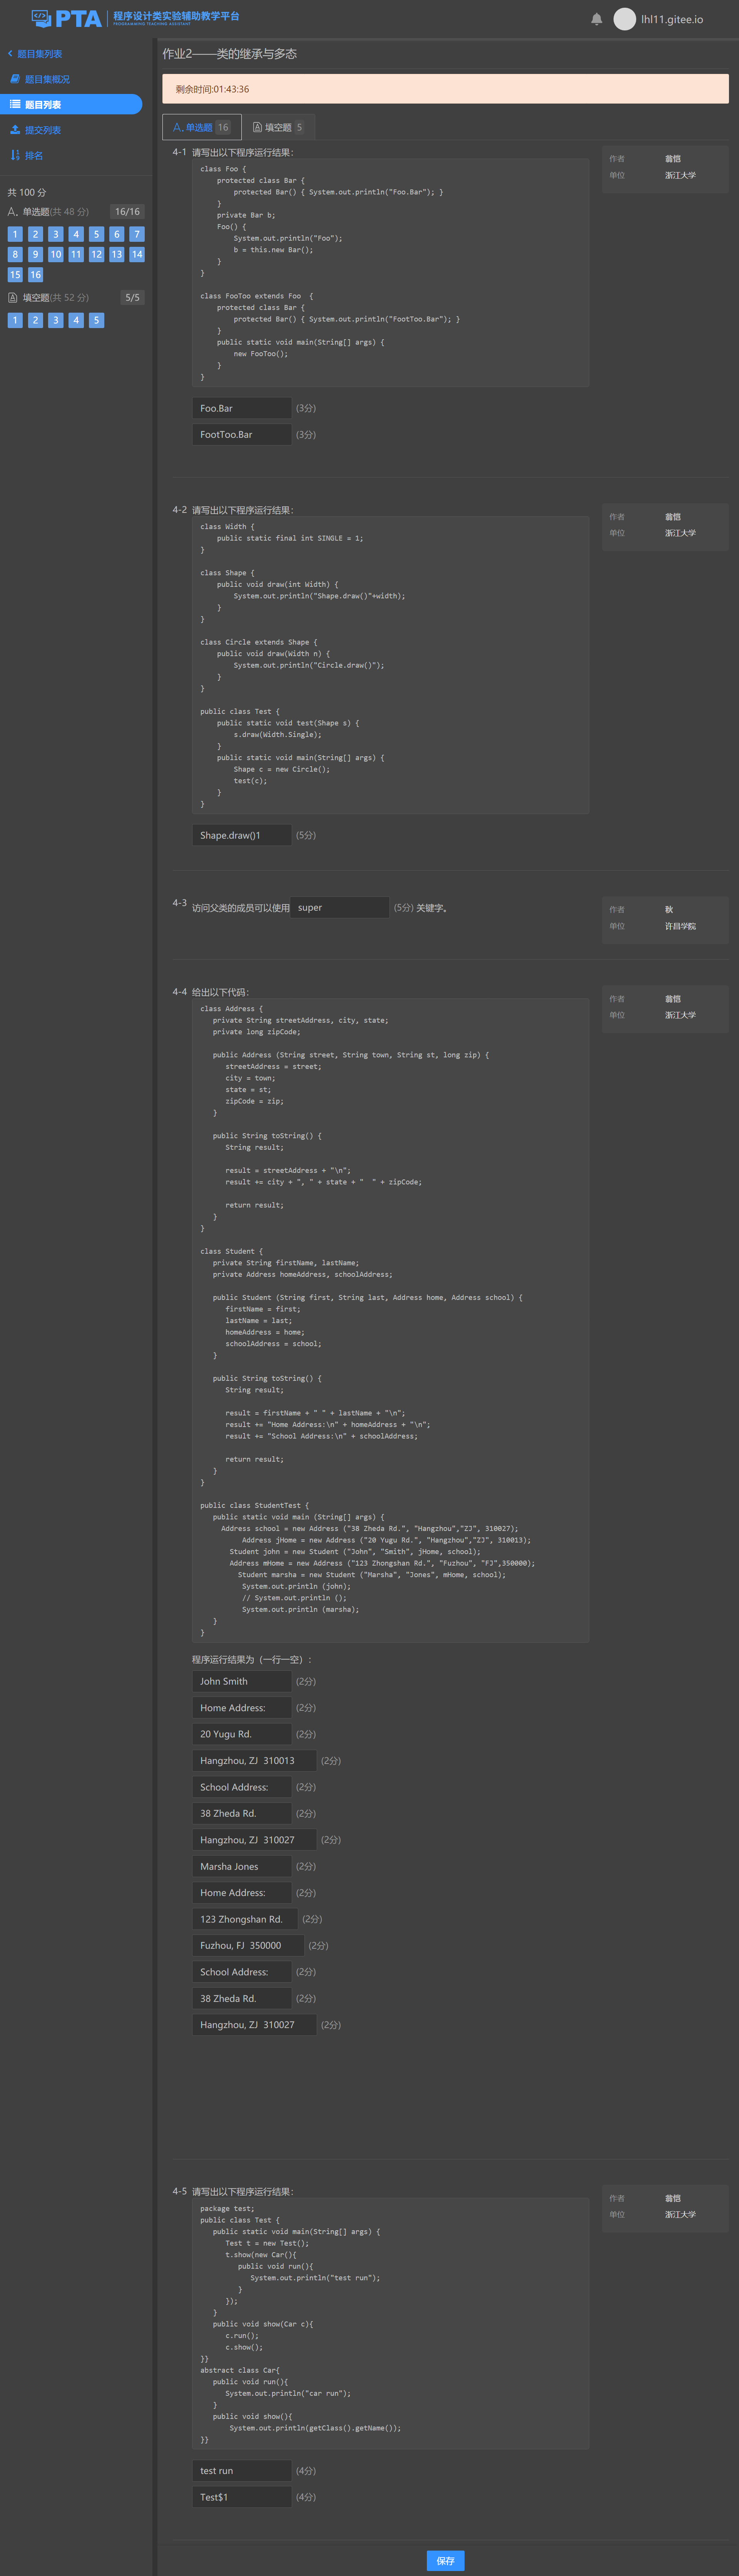 PTA
程序设计类实验辅助教学平台
PROGRAMMING TEACHING ASSISTANT
lhl11.gitee.io
题目集列表
题目集概况
题目列表
提交列表
排名
共 100 分
单选题(共 48 分) 16/16
1 2 3 4 5 6 7
8 9 10 11 12 13 14
15 16
填空题(共 52 分) 5/5
1 2 3 4 5
作业2——类的继承与多态
剩余时间:01:43:36
单选题 16 填空题 5
4-1 请写出以下程序运行结果：
作者 翁恺
单位 浙江大学
class Foo {
    protected class Bar {
        protected Bar() { System.out.println("Foo.Bar"); }
    }
    private Bar b;
    Foo() {
        System.out.println("Foo");
        b = this.new Bar();
    }
}
class FooToo extends Foo  {
    protected class Bar {
        protected Bar() { System.out.println("FootToo.Bar"); }
    }
    public static void main(String[] args) {
        new FooToo();
    }
}
Foo.Bar (3分)
FootToo.Bar (3分)
4-2 请写出以下程序运行结果：
作者 翁恺
单位 浙江大学
class Width {
    public static final int SINGLE = 1;
}
class Shape {
    public void draw(int Width) {
        System.out.println("Shape.draw()"+width);
    }
}
class Circle extends Shape {
    public void draw(Width n) {
        System.out.println("Circle.draw()");
    }
}
public class Test {
    public static void test(Shape s) {
        s.draw(Width.Single);
    }
    public static void main(String[] args) {
        Shape c = new Circle();
        test(c);
    }
}
Shape.draw()1 (5分)
4-3 访问父类的成员可以使用 super (5分) 关键字。
作者 秋
单位 许昌学院
4-4 给出以下代码：
作者 翁恺
单位 浙江大学
class Address {
   private String streetAddress, city, state;
   private long zipCode;
   public Address (String street, String town, String st, long zip) {
      streetAddress = street;
      city = town;
      state = st;
      zipCode = zip;
   }
   public String toString() {
      String result;
      result = streetAddress + "\n";
      result += city + ", " + state + "  " + zipCode;
      return result;
   }
}
class Student {
   private String firstName, lastName;
   private Address homeAddress, schoolAddress;
   public Student (String first, String last, Address home, Address school) {
      firstName = first;
      lastName = last;
      homeAddress = home;
      schoolAddress = school;
   }
   public String toString() {
      String result;
      result = firstName + " " + lastName + "\n";
      result += "Home Address:\n" + homeAddress + "\n";
      result += "School Address:\n" + schoolAddress;
      return result;
   }
}
public class StudentTest {
   public static void main (String[] args) {
     Address school = new Address ("38 Zheda Rd.", "Hangzhou","ZJ", 310027);
          Address jHome = new Address ("20 Yugu Rd.", "Hangzhou","ZJ", 310013);
       Student john = new Student ("John", "Smith", jHome, school);
       Address mHome = new Address ("123 Zhongshan Rd.", "Fuzhou", "FJ",350000);
         Student marsha = new Student ("Marsha", "Jones", mHome, school);
          System.out.println (john);
          // System.out.println ();
          System.out.println (marsha);
   }
}
程序运行结果为（一行一空）：
John Smith (2分)
Home Address: (2分)
20 Yugu Rd. (2分)
Hangzhou, ZJ  310013 (2分)
School Address: (2分)
38 Zheda Rd. (2分)
Hangzhou, ZJ  310027 (2分)
Marsha Jones (2分)
Home Address: (2分)
123 Zhongshan Rd. (2分)
Fuzhou, FJ  350000 (2分)
School Address: (2分)
38 Zheda Rd. (2分)
Hangzhou, ZJ  310027 (2分)
4-5 请写出以下程序运行结果：
作者 翁恺
单位 浙江大学
package test;
public class Test {
   public static void main(String[] args) {
      Test t = new Test();
      t.show(new Car(){
         public void run(){
            System.out.println("test run");
         }
      });
   }
   public void show(Car c){
      c.run();
      c.show();
}}
abstract class Car{
   public void run(){
      System.out.println("car run");
   }
   public void show(){
       System.out.println(getClass().getName());
}}
test run (4分)
Test$1 (4分)
保存